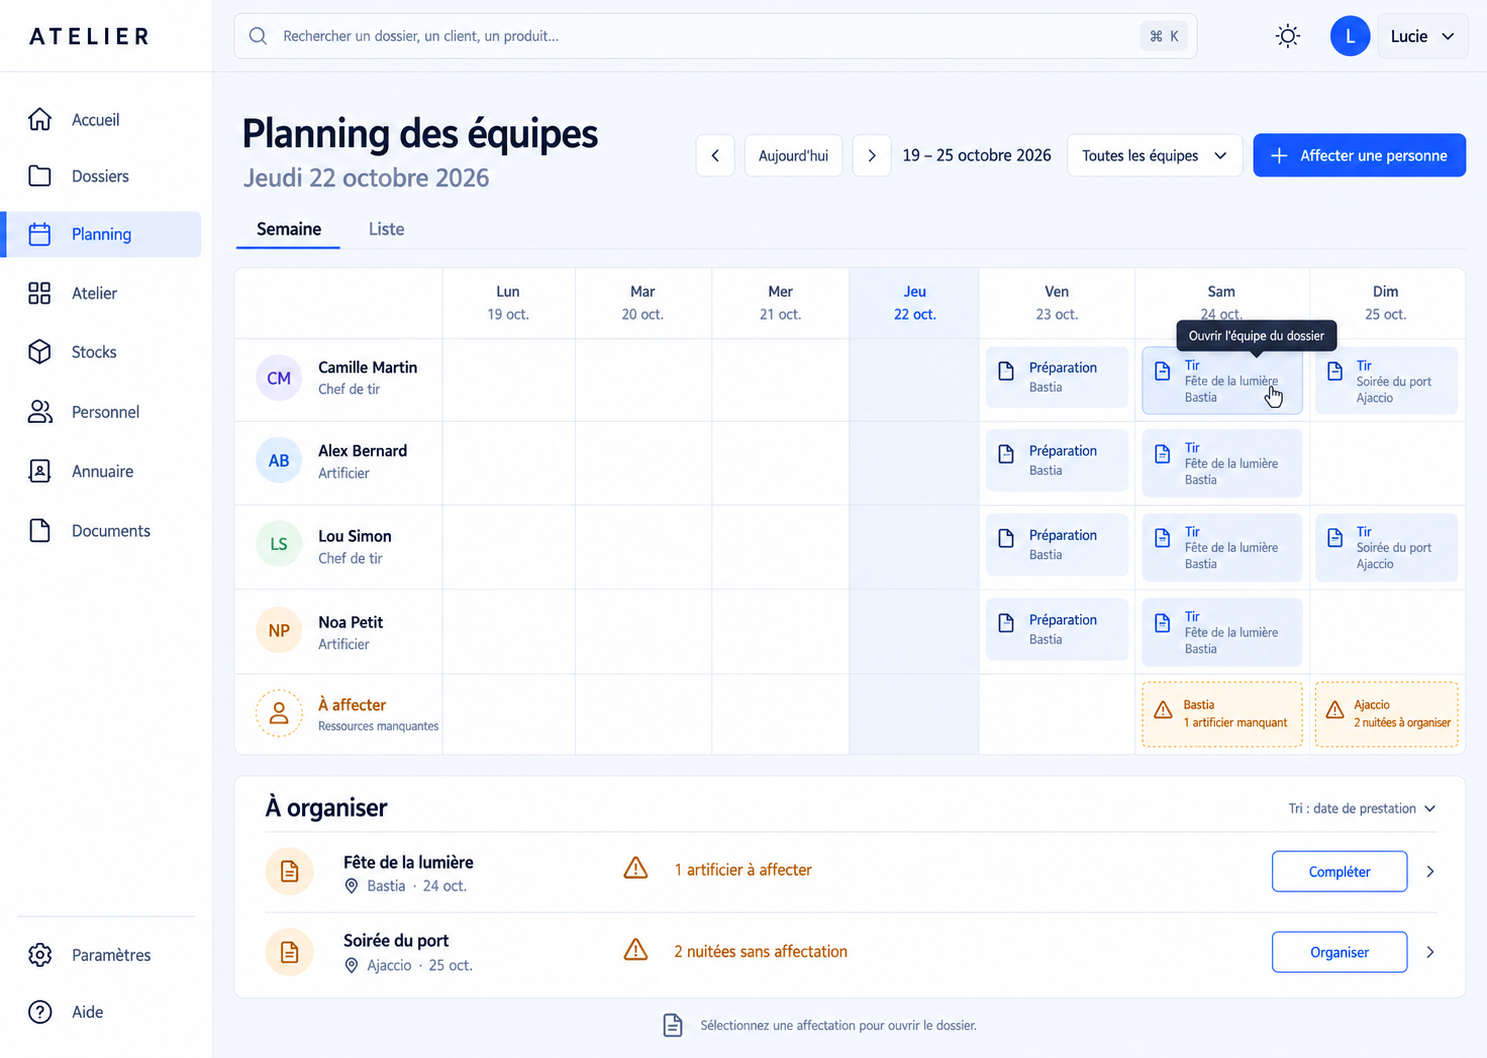 ATELIER
Rechercher un dossier, un client, un produit...
⌘ K
L
Lucie
Accueil
Dossiers
Planning
Atelier
Stocks
Personnel
Annuaire
Documents
Paramètres
Aide
Planning des équipes
Jeudi 22 octobre 2026
Aujourd'hui
19 – 25 octobre 2026
Toutes les équipes
Affecter une personne
Semaine
Liste
Lun
19 oct.
Mar
20 oct.
Mer
21 oct.
Jeu
22 oct.
Ven
23 oct.
Sam
24 oct.
Dim
25 oct.
Ouvrir l'équipe du dossier
CM
Camille Martin
Chef de tir
Préparation
Bastia
Tir
Fête de la lumière
Bastia
Tir
Soirée du port
Ajaccio
AB
Alex Bernard
Artificier
Préparation
Bastia
Tir
Fête de la lumière
Bastia
LS
Lou Simon
Chef de tir
Préparation
Bastia
Tir
Fête de la lumière
Bastia
Tir
Soirée du port
Ajaccio
NP
Noa Petit
Artificier
Préparation
Bastia
Tir
Fête de la lumière
Bastia
À affecter
Ressources manquantes
Bastia
1 artificier manquant
Ajaccio
2 nuitées à organiser
À organiser
Tri : date de prestation
Fête de la lumière
Bastia · 24 oct.
1 artificier à affecter
Compléter
Soirée du port
Ajaccio · 25 oct.
2 nuitées sans affectation
Organiser
Sélectionnez une affectation pour ouvrir le dossier.